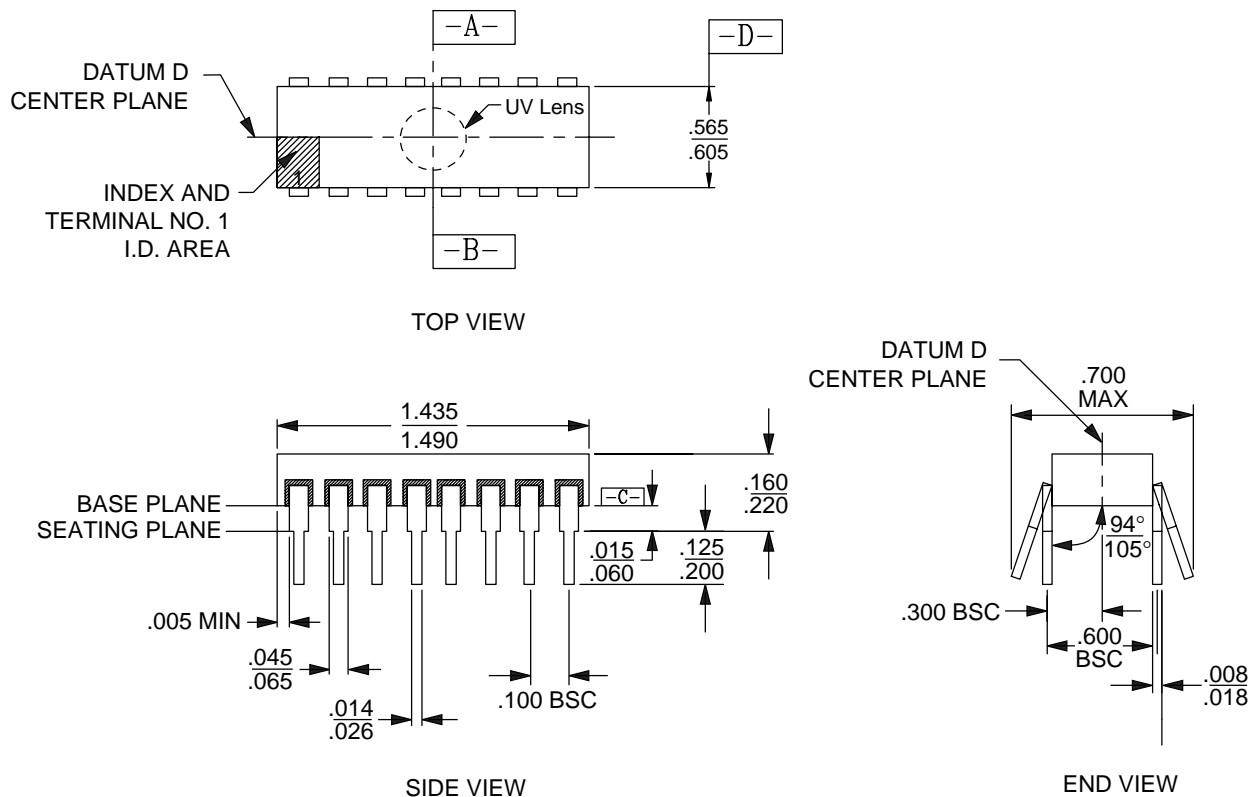 -A-
-D-
DATUM D
CENTER PLANE
UV Lens
.565
.605
1
INDEX AND
TERMINAL NO. 1
I.D. AREA
-B-
TOP VIEW
DATUM D
CENTER PLANE
.700
MAX
1.435
1.490
BASE PLANE
SEATING PLANE
-C-
.160
.220
.015
.060
.125
.200
94°
105°
.005 MIN
.300 BSC
.600
BSC
.045
.065
.100 BSC
.008
.018
.014
.026
SIDE VIEW
END VIEW